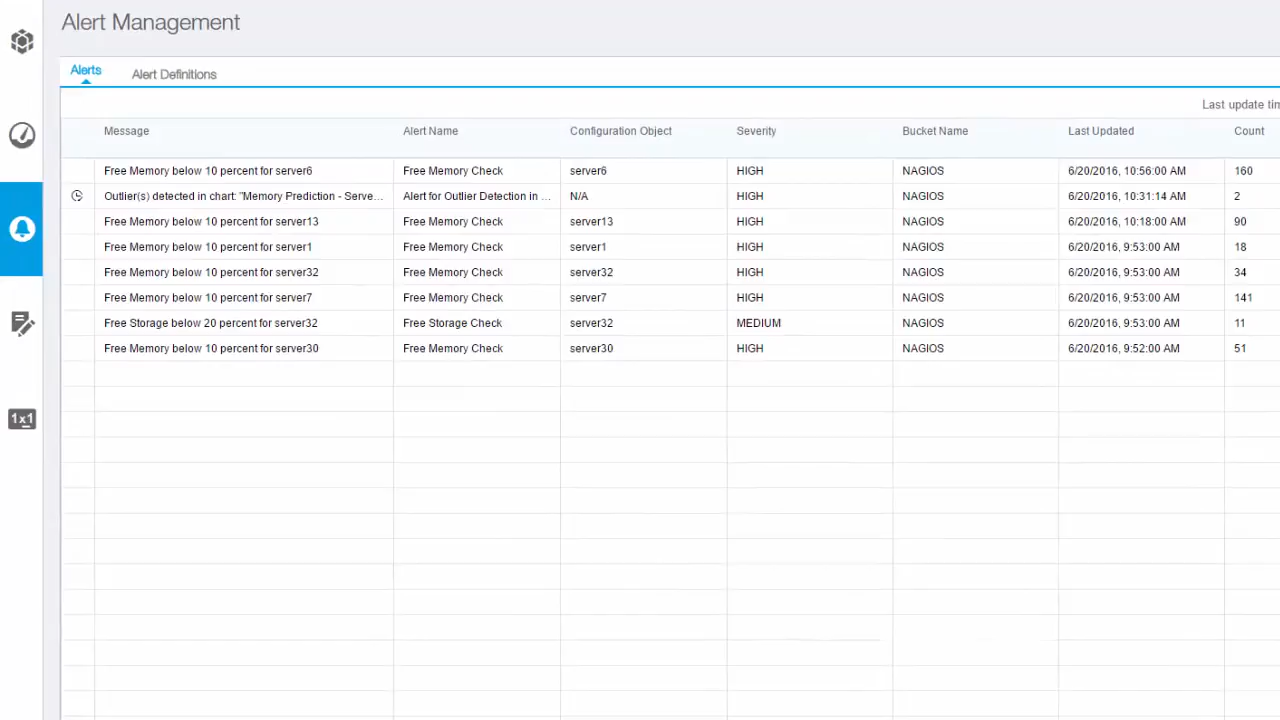 Alert Management
Alerts Alert Definitions
Last update tim
Message Alert Name Configuration Object Severity Bucket Name Last Updated Count
Free Memory below 10 percent for server6 Free Memory Check server6 HIGH NAGIOS 6/20/2016, 10:56:00 AM 160
Outlier(s) detected in chart: "Memory Prediction - Serve... Alert for Outlier Detection in ... N/A HIGH NAGIOS 6/20/2016, 10:31:14 AM 2
Free Memory below 10 percent for server13 Free Memory Check server13 HIGH NAGIOS 6/20/2016, 10:18:00 AM 90
Free Memory below 10 percent for server1 Free Memory Check server1 HIGH NAGIOS 6/20/2016, 9:53:00 AM 18
Free Memory below 10 percent for server32 Free Memory Check server32 HIGH NAGIOS 6/20/2016, 9:53:00 AM 34
Free Memory below 10 percent for server7 Free Memory Check server7 HIGH NAGIOS 6/20/2016, 9:53:00 AM 141
Free Storage below 20 percent for server32 Free Storage Check server32 MEDIUM NAGIOS 6/20/2016, 9:53:00 AM 11
Free Memory below 10 percent for server30 Free Memory Check server30 HIGH NAGIOS 6/20/2016, 9:52:00 AM 51
1x1